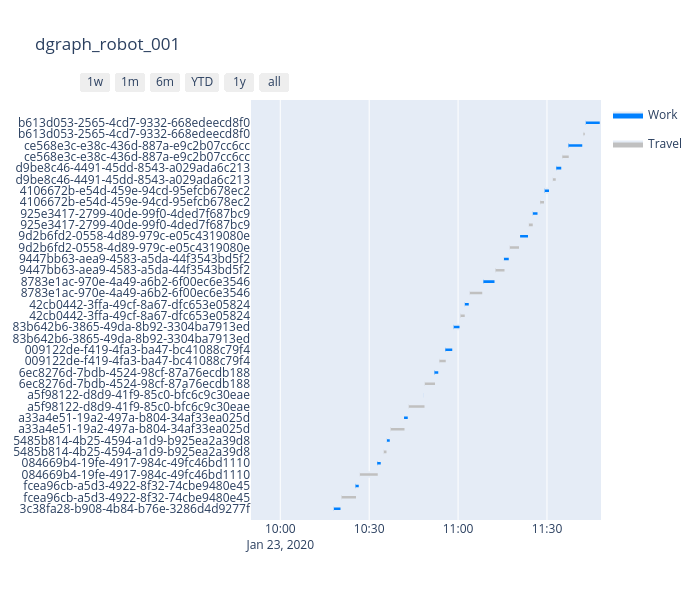 dgraph_robot_001
1w 1m 6m YTD 1y all
b613d053-2565-4cd7-9332-668edeecd8f0
b613d053-2565-4cd7-9332-668edeecd8f0
ce568e3c-e38c-436d-887a-e9c2b07cc6cc
ce568e3c-e38c-436d-887a-e9c2b07cc6cc
d9be8c46-4491-45dd-8543-a029ada6c213
d9be8c46-4491-45dd-8543-a029ada6c213
4106672b-e54d-459e-94cd-95efcb678ec2
4106672b-e54d-459e-94cd-95efcb678ec2
925e3417-2799-40de-99f0-4ded7f687bc9
925e3417-2799-40de-99f0-4ded7f687bc9
9d2b6fd2-0558-4d89-979c-e05c4319080e
9d2b6fd2-0558-4d89-979c-e05c4319080e
9447bb63-aea9-4583-a5da-44f3543bd5f2
9447bb63-aea9-4583-a5da-44f3543bd5f2
8783e1ac-970e-4a49-a6b2-6f00ec6e3546
8783e1ac-970e-4a49-a6b2-6f00ec6e3546
42cb0442-3ffa-49cf-8a67-dfc653e05824
42cb0442-3ffa-49cf-8a67-dfc653e05824
83b642b6-3865-49da-8b92-3304ba7913ed
83b642b6-3865-49da-8b92-3304ba7913ed
009122de-f419-4fa3-ba47-bc41088c79f4
009122de-f419-4fa3-ba47-bc41088c79f4
6ec8276d-7bdb-4524-98cf-87a76ecdb188
6ec8276d-7bdb-4524-98cf-87a76ecdb188
a5f98122-d8d9-41f9-85c0-bfc6c9c30eae
a5f98122-d8d9-41f9-85c0-bfc6c9c30eae
a33a4e51-19a2-497a-b804-34af33ea025d
a33a4e51-19a2-497a-b804-34af33ea025d
5485b814-4b25-4594-a1d9-b925ea2a39d8
5485b814-4b25-4594-a1d9-b925ea2a39d8
084669b4-19fe-4917-984c-49fc46bd1110
084669b4-19fe-4917-984c-49fc46bd1110
fcea96cb-a5d3-4922-8f32-74cbe9480e45
fcea96cb-a5d3-4922-8f32-74cbe9480e45
3c38fa28-b908-4b84-b76e-3286d4d9277f
10:00 10:30 11:00 11:30
Jan 23, 2020
Work
Travel